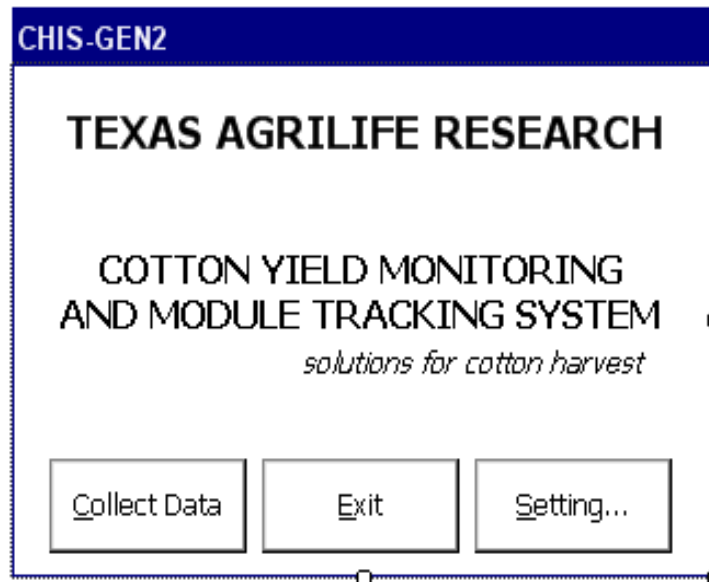 CHIS-GEN2
TEXAS AGRILIFE RESEARCH
COTTON YIELD MONITORING
AND MODULE TRACKING SYSTEM
solutions for cotton harvest
Collect Data
Exit
Setting...